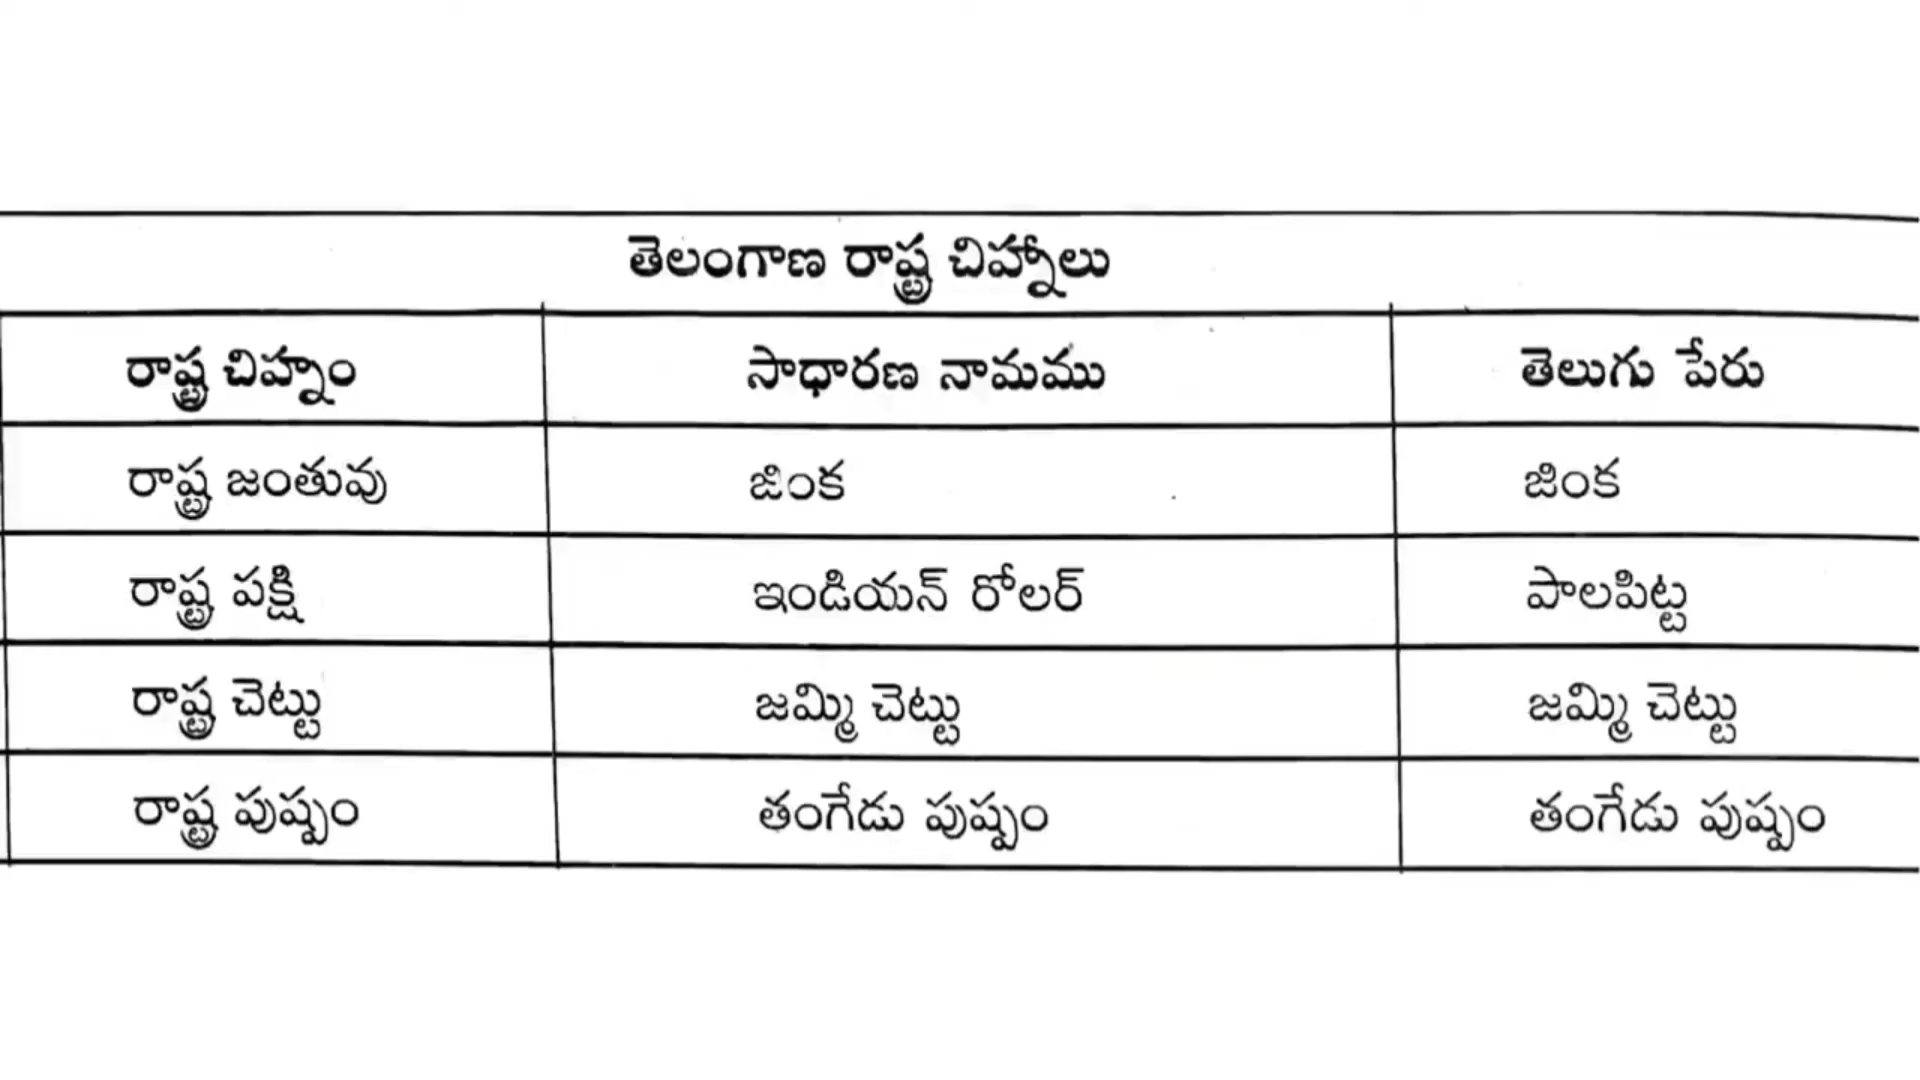 తెలంగాణ రాష్ట్ర చిహ్నాలు
రాష్ట్ర చిహ్నం సాధారణ నామము తెలుగు పేరు
రాష్ట్ర జంతువు జింక జింక
రాష్ట్ర పక్షి ఇండియన్ రోలర్ పాలపిట్ట
రాష్ట్ర చెట్టు జమ్మి చెట్టు జమ్మి చెట్టు
రాష్ట్ర పుష్పం తంగేడు పుష్పం తంగేడు పుష్పం